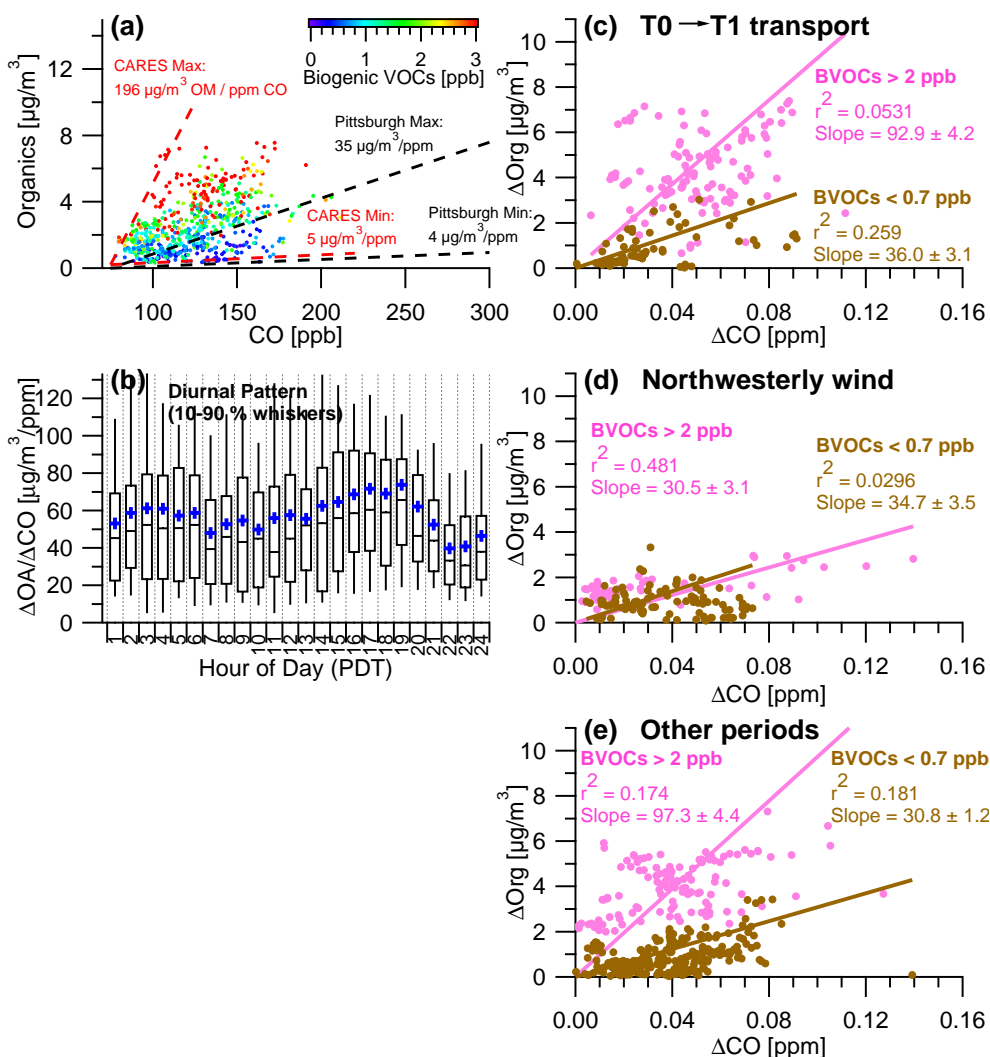 (a)
0 1 2 3
Biogenic VOCs [ppb]
CARES Max:
196 µg/m³ OM / ppm CO
Pittsburgh Max:
35 µg/m³/ppm
CARES Min:
5 µg/m³/ppm
Pittsburgh Min:
4 µg/m³/ppm
Organics [µg/m³]
12
8
4
0
100 150 200 250 300
CO [ppb]
(b)
Diurnal Pattern
(10-90 % whiskers)
ΔOA/ΔCO [µg/m³/ppm]
120
100
80
60
40
20
0
1 2 3 4 5 6 7 8 9 10 11 12 13 14 15 16 17 18 19 20 21 22 23 24
Hour of Day (PDT)
(c) T0 → T1 transport
BVOCs > 2 ppb
r² = 0.0531
Slope = 92.9 ± 4.2
BVOCs < 0.7 ppb
r² = 0.259
Slope = 36.0 ± 3.1
ΔOrg [µg/m³]
10
8
6
4
2
0
0.00 0.04 0.08 0.12 0.16
ΔCO [ppm]
(d) Northwesterly wind
BVOCs > 2 ppb
r² = 0.481
Slope = 30.5 ± 3.1
BVOCs < 0.7 ppb
r² = 0.0296
Slope = 34.7 ± 3.5
ΔOrg [µg/m³]
10
8
6
4
2
0
0.00 0.04 0.08 0.12 0.16
ΔCO [ppm]
(e) Other periods
BVOCs > 2 ppb
r² = 0.174
Slope = 97.3 ± 4.4
BVOCs < 0.7 ppb
r² = 0.181
Slope = 30.8 ± 1.2
ΔOrg [µg/m³]
10
8
6
4
2
0
0.00 0.04 0.08 0.12 0.16
ΔCO [ppm]